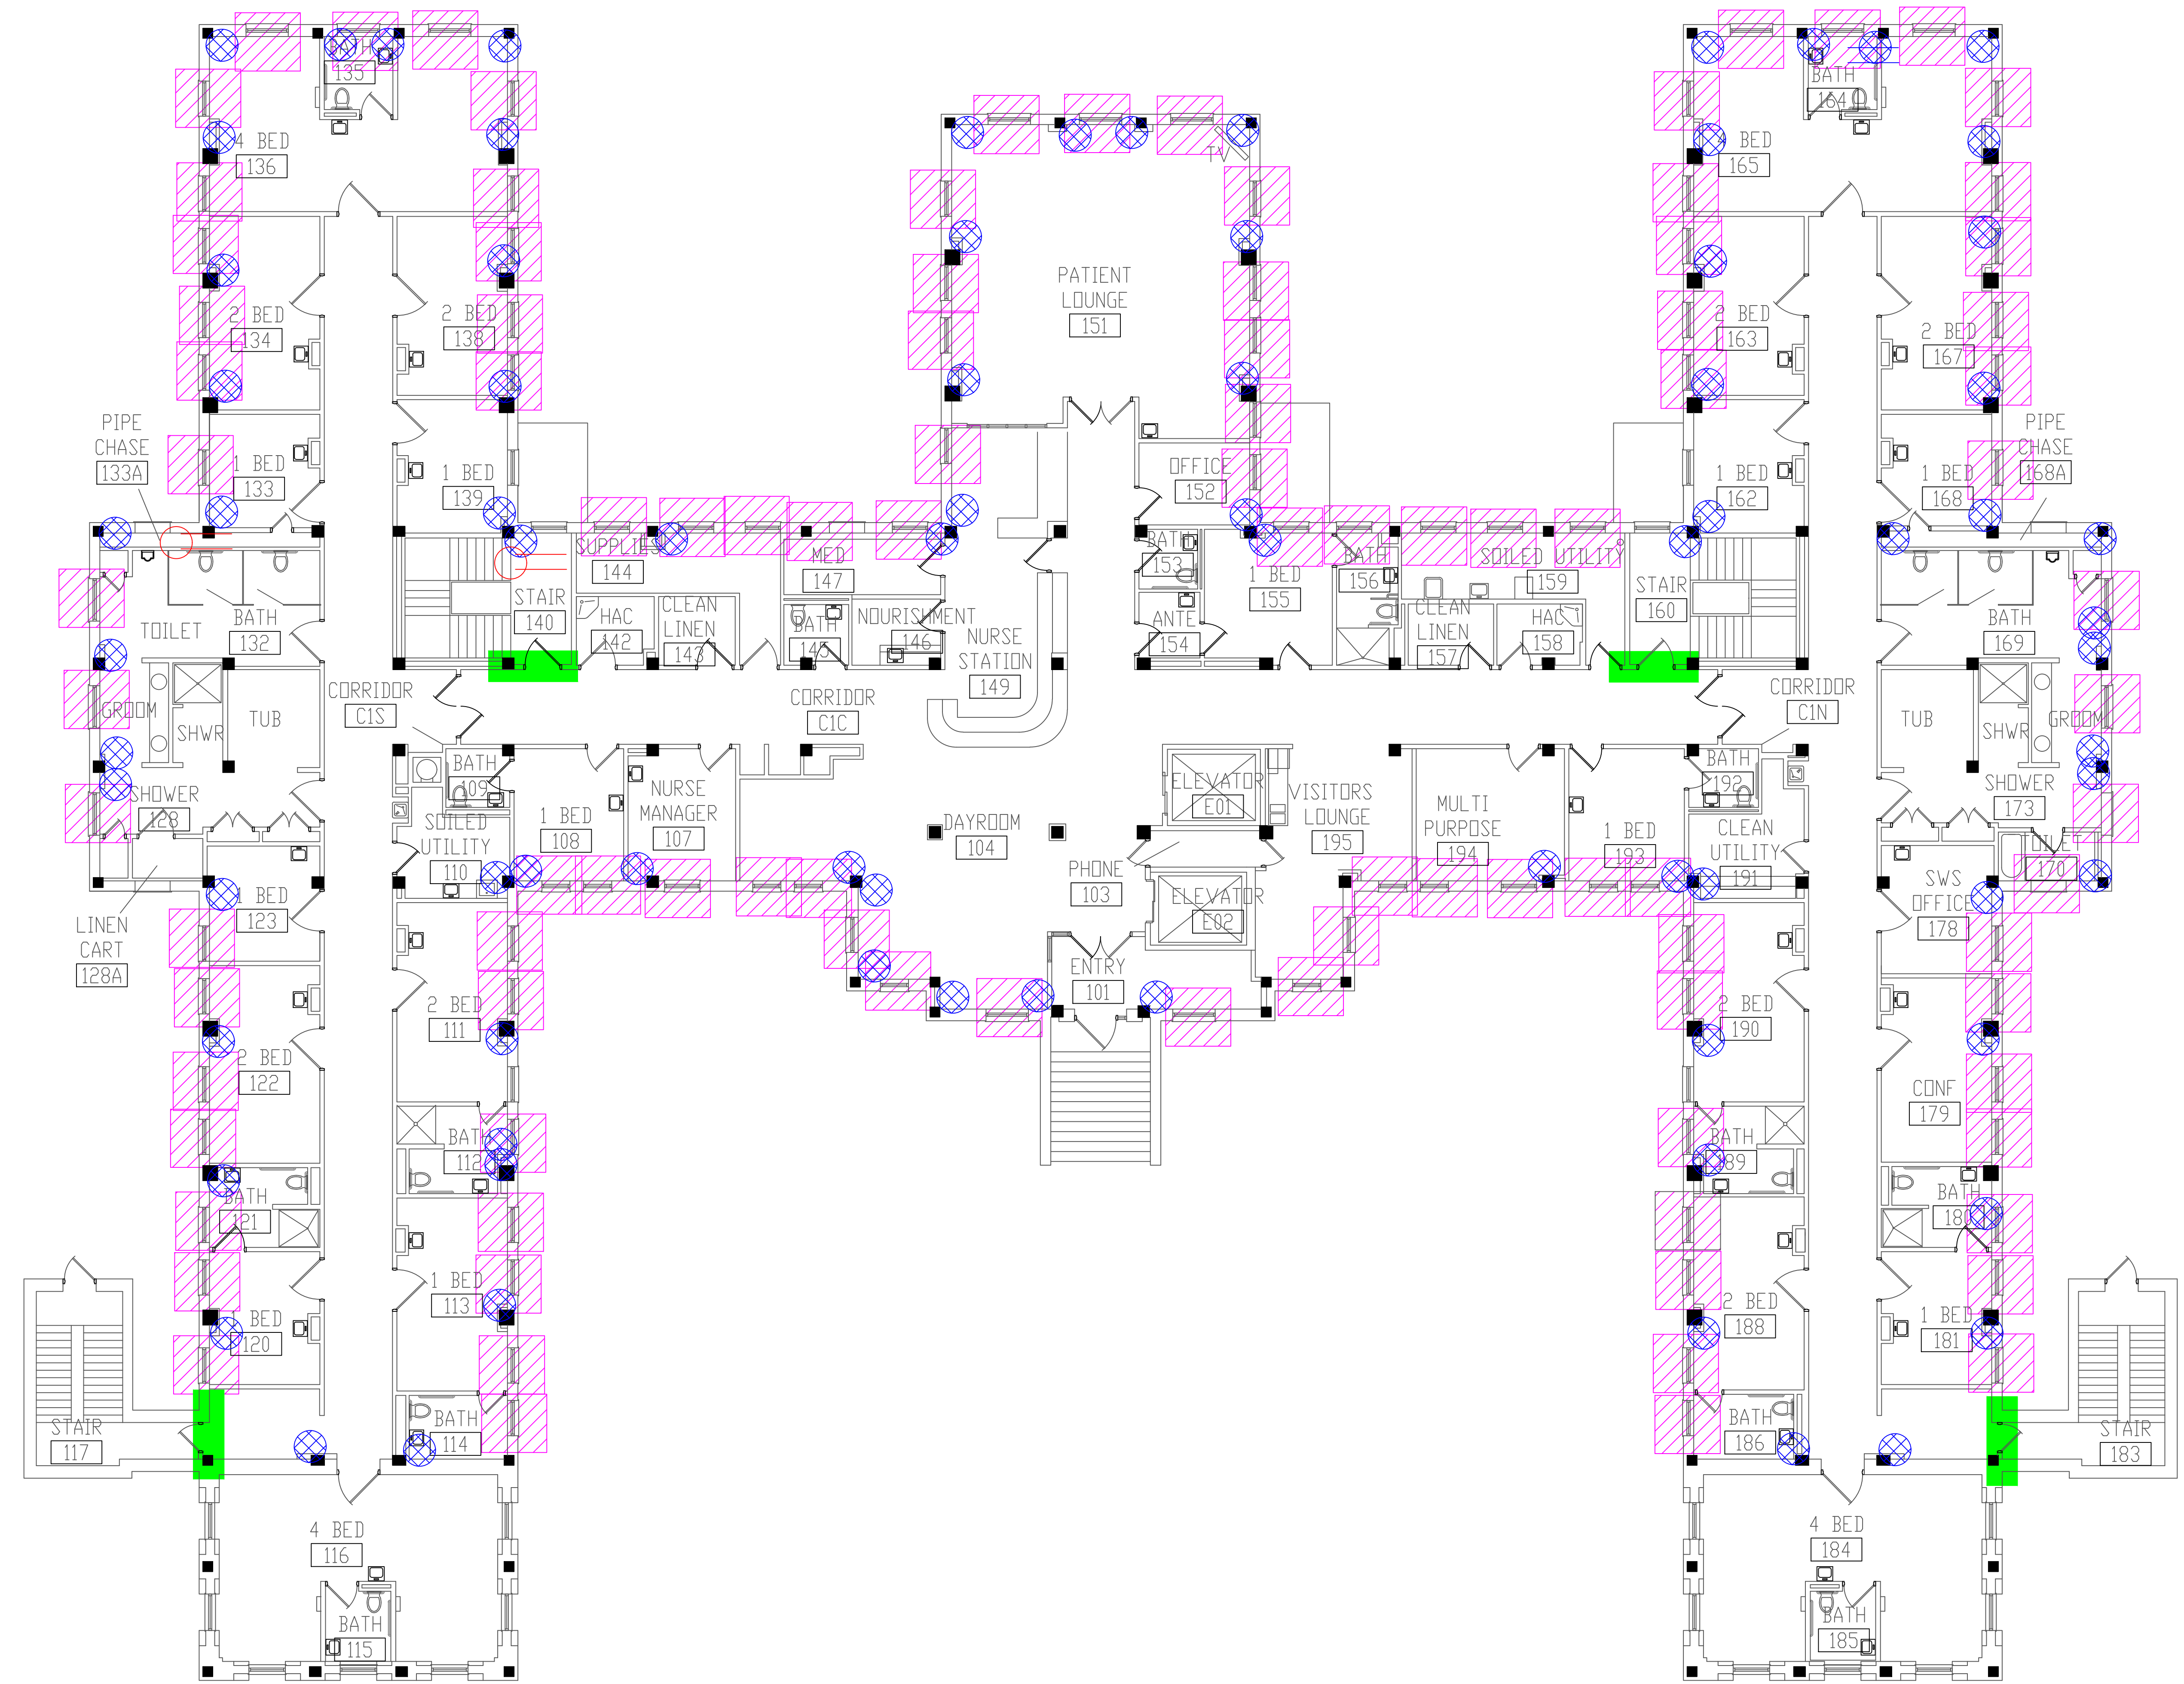 BATH
135
4 BED
136
2 BED
134
2 BED
138
PIPE
CHASE
133A
1 BED
133
1 BED
139
TOILET
BATH
132
GROOM
SHWR
TUB
SHOWER
128
LINEN
CART
128A
CORRIDOR
C1S
STAIR
140
SUPPLIES
144
HAC
142
CLEAN
LINEN
143
MED
147
BATH
145
NOURISHMENT
146
CORRIDOR
C1C
NURSE
STATION
149
PATIENT
LOUNGE
151
TV
OFFICE
152
BATH
153
ANTE
154
1 BED
155
BATH
156
CLEAN
LINEN
157
SOILED UTILITY
159
HAC
158
STAIR
160
BATH
164
4 BED
165
2 BED
163
2 BED
167
1 BED
162
1 BED
168
PIPE
CHASE
168A
BATH
169
TUB
SHWR
GROOM
SHOWER
173
TOILET
170
CORRIDOR
C1N
BATH
109
SOILED
UTILITY
110
1 BED
108
NURSE
MANAGER
107
DAYROOM
104
PHONE
103
ELEVATOR
E01
ELEVATOR
E02
ENTRY
101
VISITORS
LOUNGE
195
MULTI
PURPOSE
194
1 BED
193
BATH
192
CLEAN
UTILITY
191
SWS
OFFICE
178
1 BED
123
2 BED
122
2 BED
111
BATH
112
BATH
121
1 BED
113
BED
120
STAIR
117
BATH
114
4 BED
116
BATH
115
2 BED
190
CONF
179
BATH
189
BATH
180
2 BED
188
1 BED
181
BATH
186
STAIR
183
4 BED
184
BATH
185